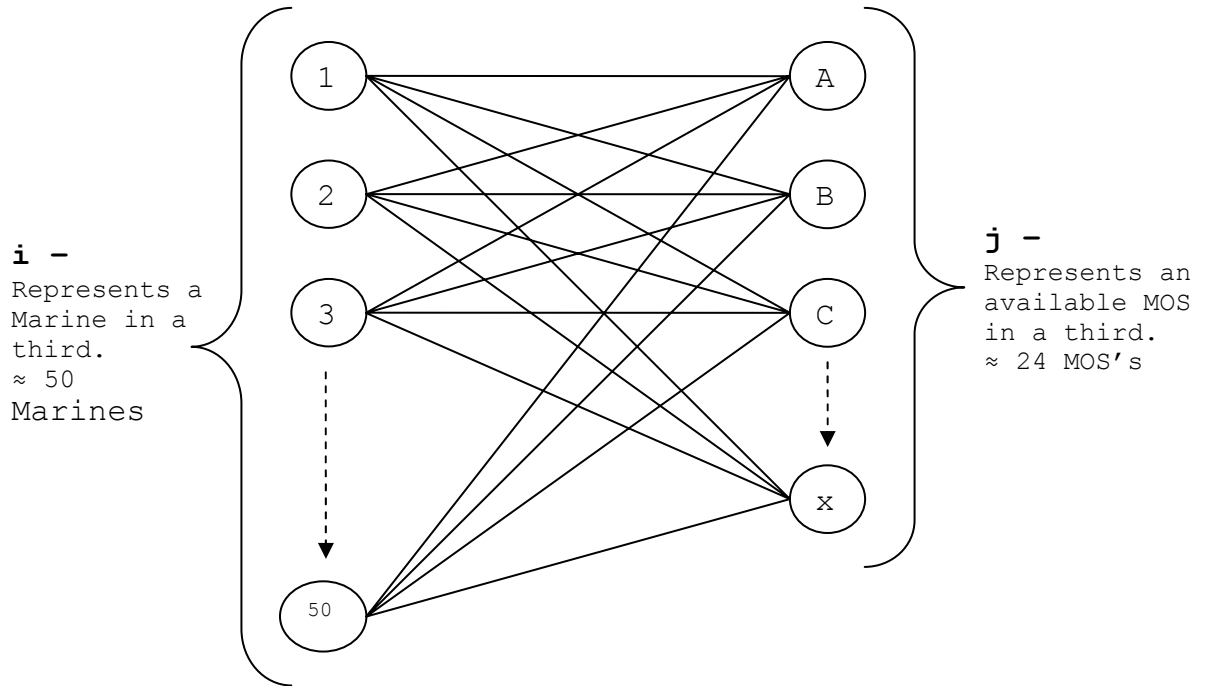 1
A
2
B
i –
Represents a
Marine in a
third.
≈ 50
Marines
j –
Represents an
available MOS
in a third.
≈ 24 MOS’s
3
C
x
50